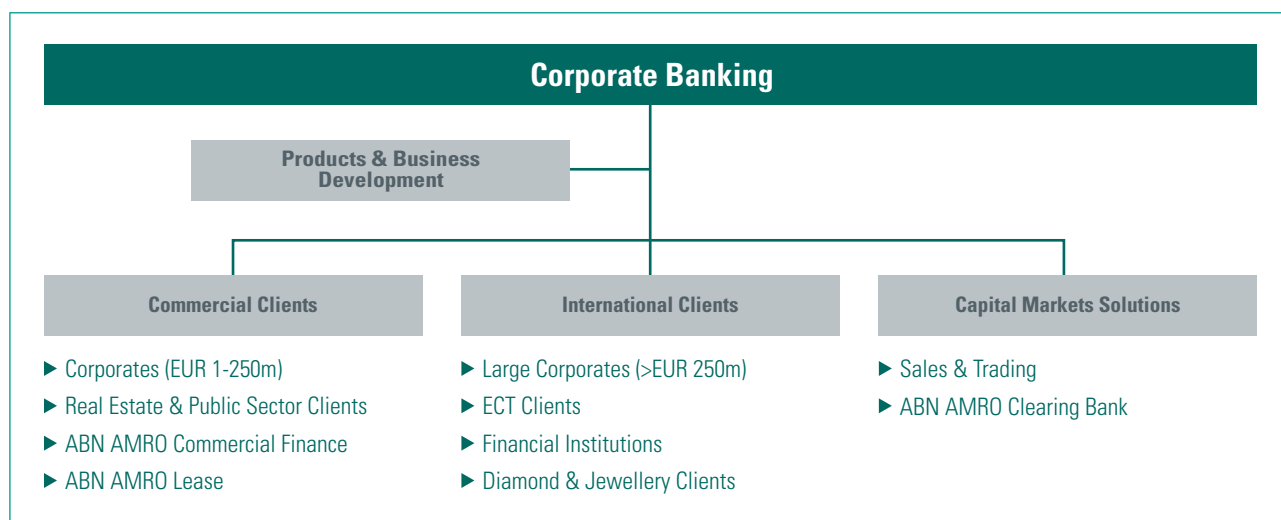 Corporate Banking
Products & Business
Development
Commercial Clients
International Clients
Capital Markets Solutions
▶ Corporates (EUR 1-250m)
▶ Real Estate & Public Sector Clients
▶ ABN AMRO Commercial Finance
▶ ABN AMRO Lease
▶ Large Corporates (>EUR 250m)
▶ ECT Clients
▶ Financial Institutions
▶ Diamond & Jewellery Clients
▶ Sales & Trading
▶ ABN AMRO Clearing Bank